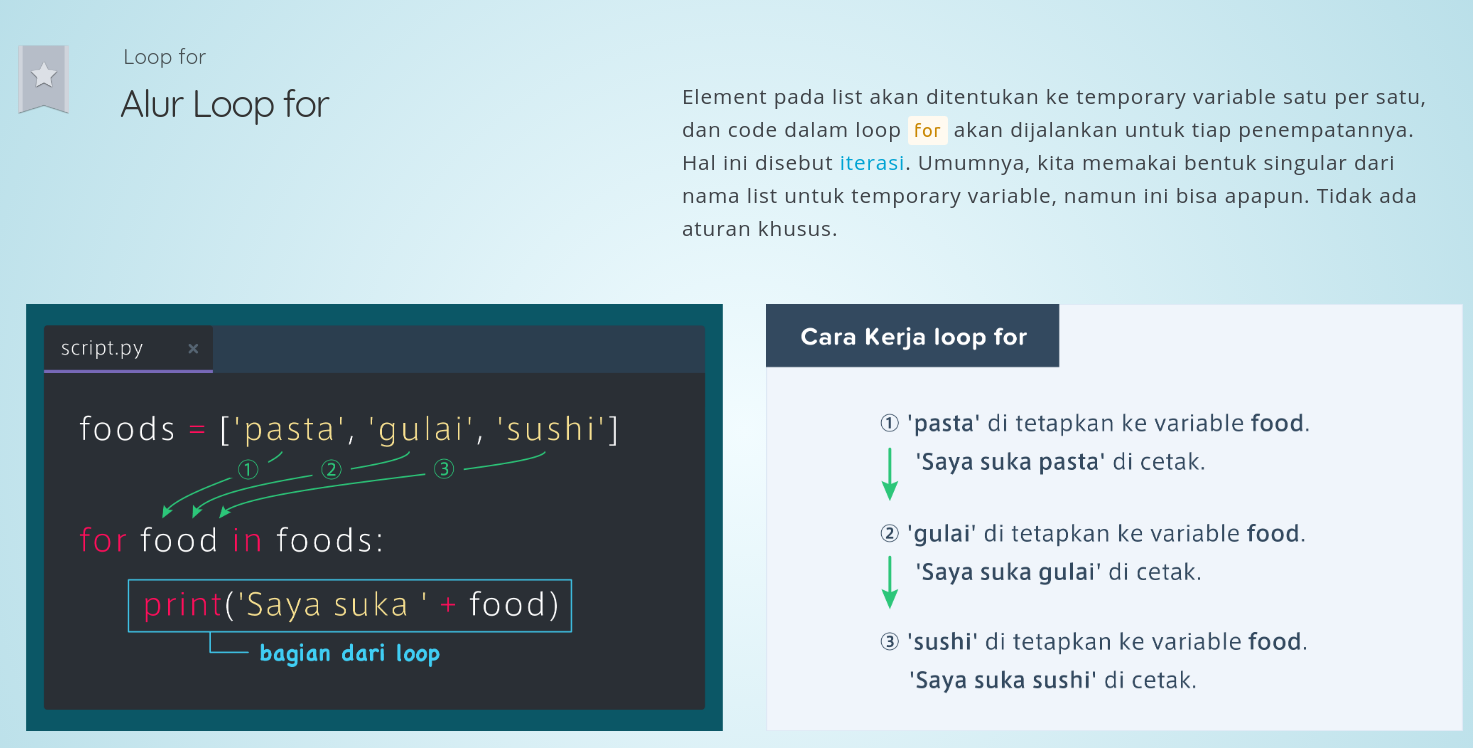 Loop for
Alur Loop for
Element pada list akan ditentukan ke temporary variable satu per satu,
dan code dalam loop for akan dijalankan untuk tiap penempatannya.
Hal ini disebut iterasi. Umumnya, kita memakai bentuk singular dari
nama list untuk temporary variable, namun ini bisa apapun. Tidak ada
aturan khusus.
script.py ×
foods = ['pasta', 'gulai', 'sushi']
① ② ③
for food in foods:
print('Saya suka ' + food)
bagian dari loop
Cara Kerja loop for
① 'pasta' di tetapkan ke variable food.
'Saya suka pasta' di cetak.
② 'gulai' di tetapkan ke variable food.
'Saya suka gulai' di cetak.
③ 'sushi' di tetapkan ke variable food.
'Saya suka sushi' di cetak.